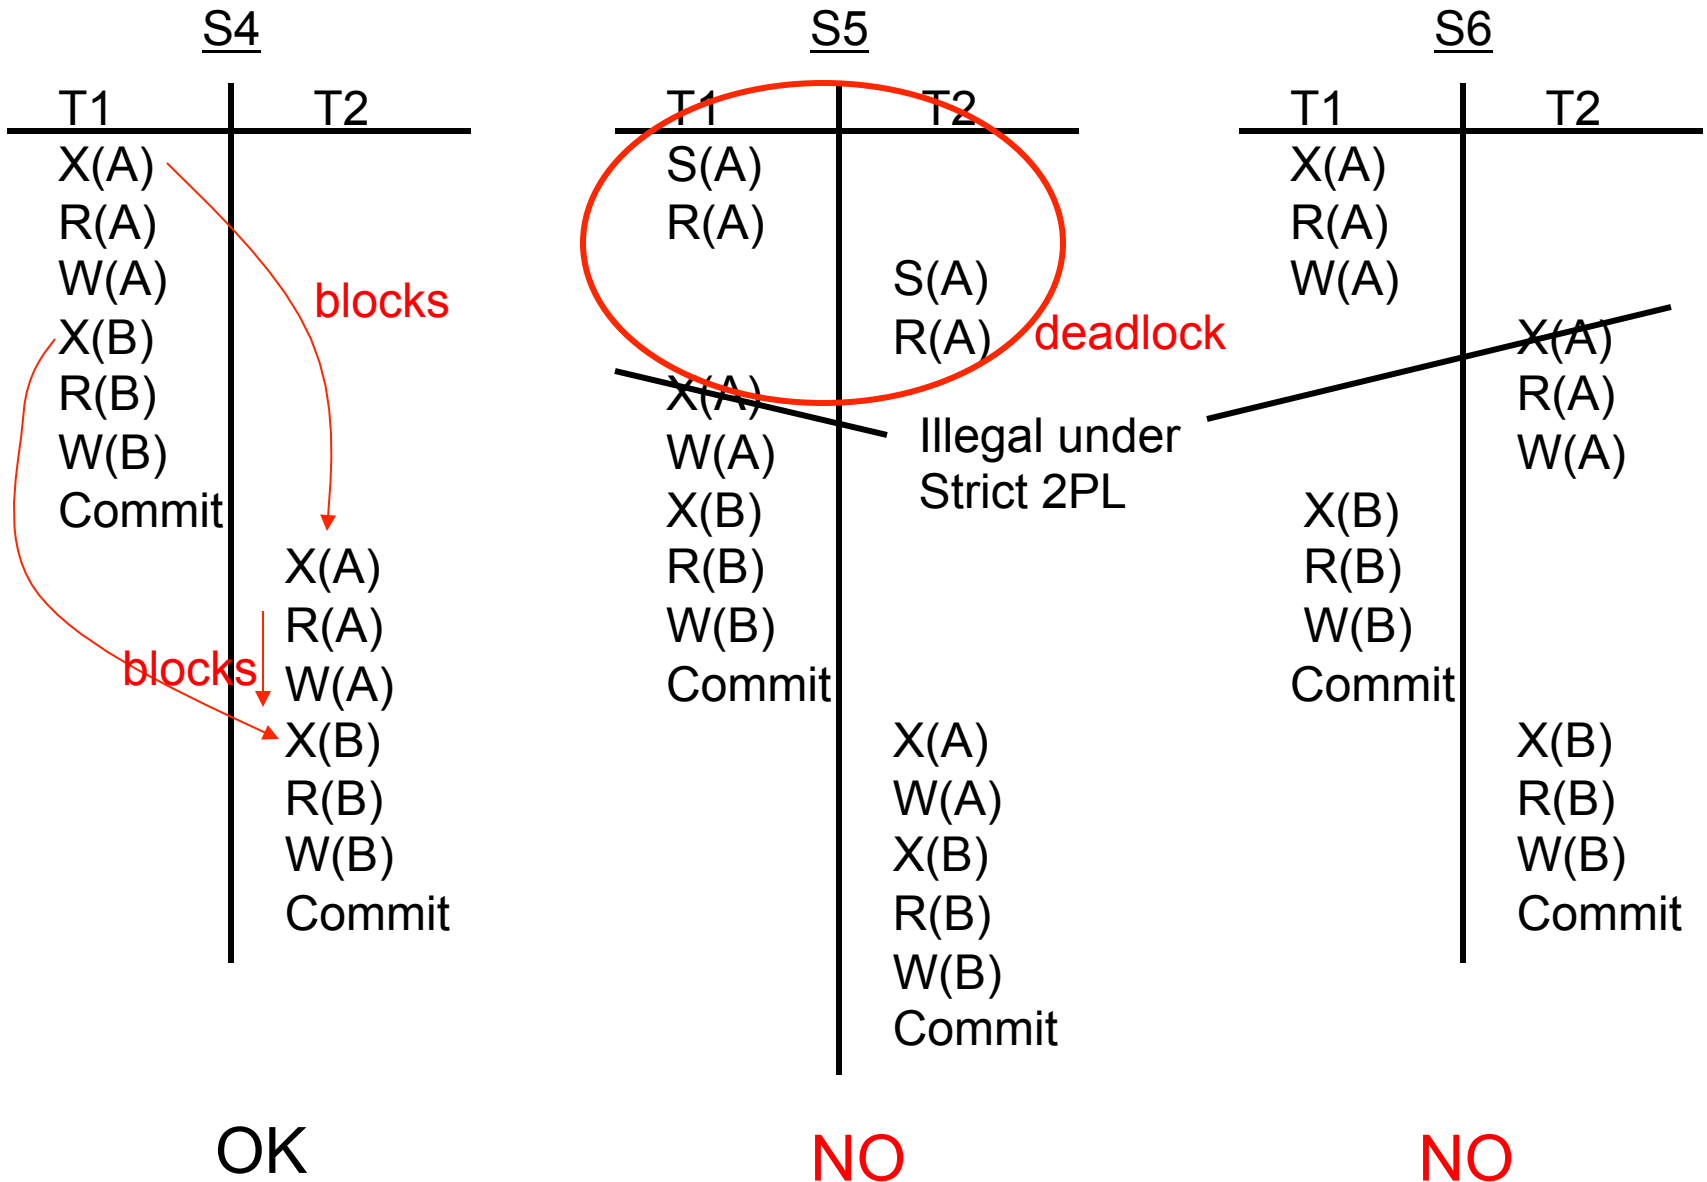 S4
T1 T2
X(A)
R(A)
W(A)
blocks
X(B)
R(B)
W(B)
Commit
X(A)
R(A)
blocks
W(A)
X(B)
R(B)
W(B)
Commit
OK
S5
T1 T2
S(A)
R(A)
S(A)
R(A)
deadlock
X(A)
Illegal under
Strict 2PL
W(A)
X(B)
R(B)
W(B)
Commit
X(A)
W(A)
X(B)
R(B)
W(B)
Commit
NO
S6
T1 T2
X(A)
R(A)
W(A)
X(A)
R(A)
W(A)
X(B)
R(B)
W(B)
Commit
X(B)
R(B)
W(B)
Commit
NO